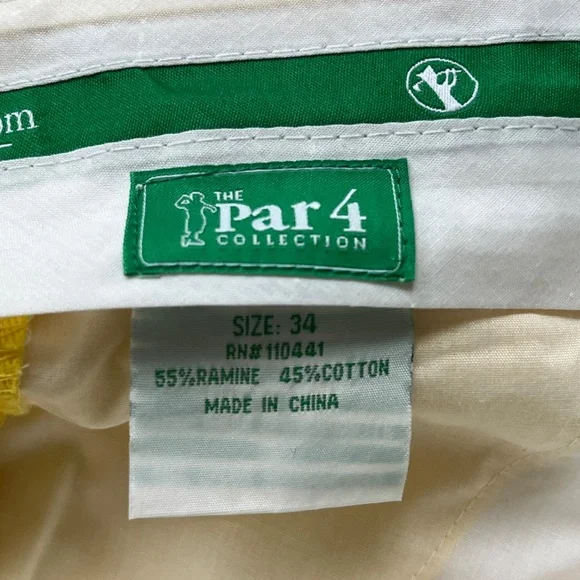 om
THE
Par 4
COLLECTION
SIZE: 34
RN# 110441
55%RAMINE 45%COTTON
MADE IN CHINA